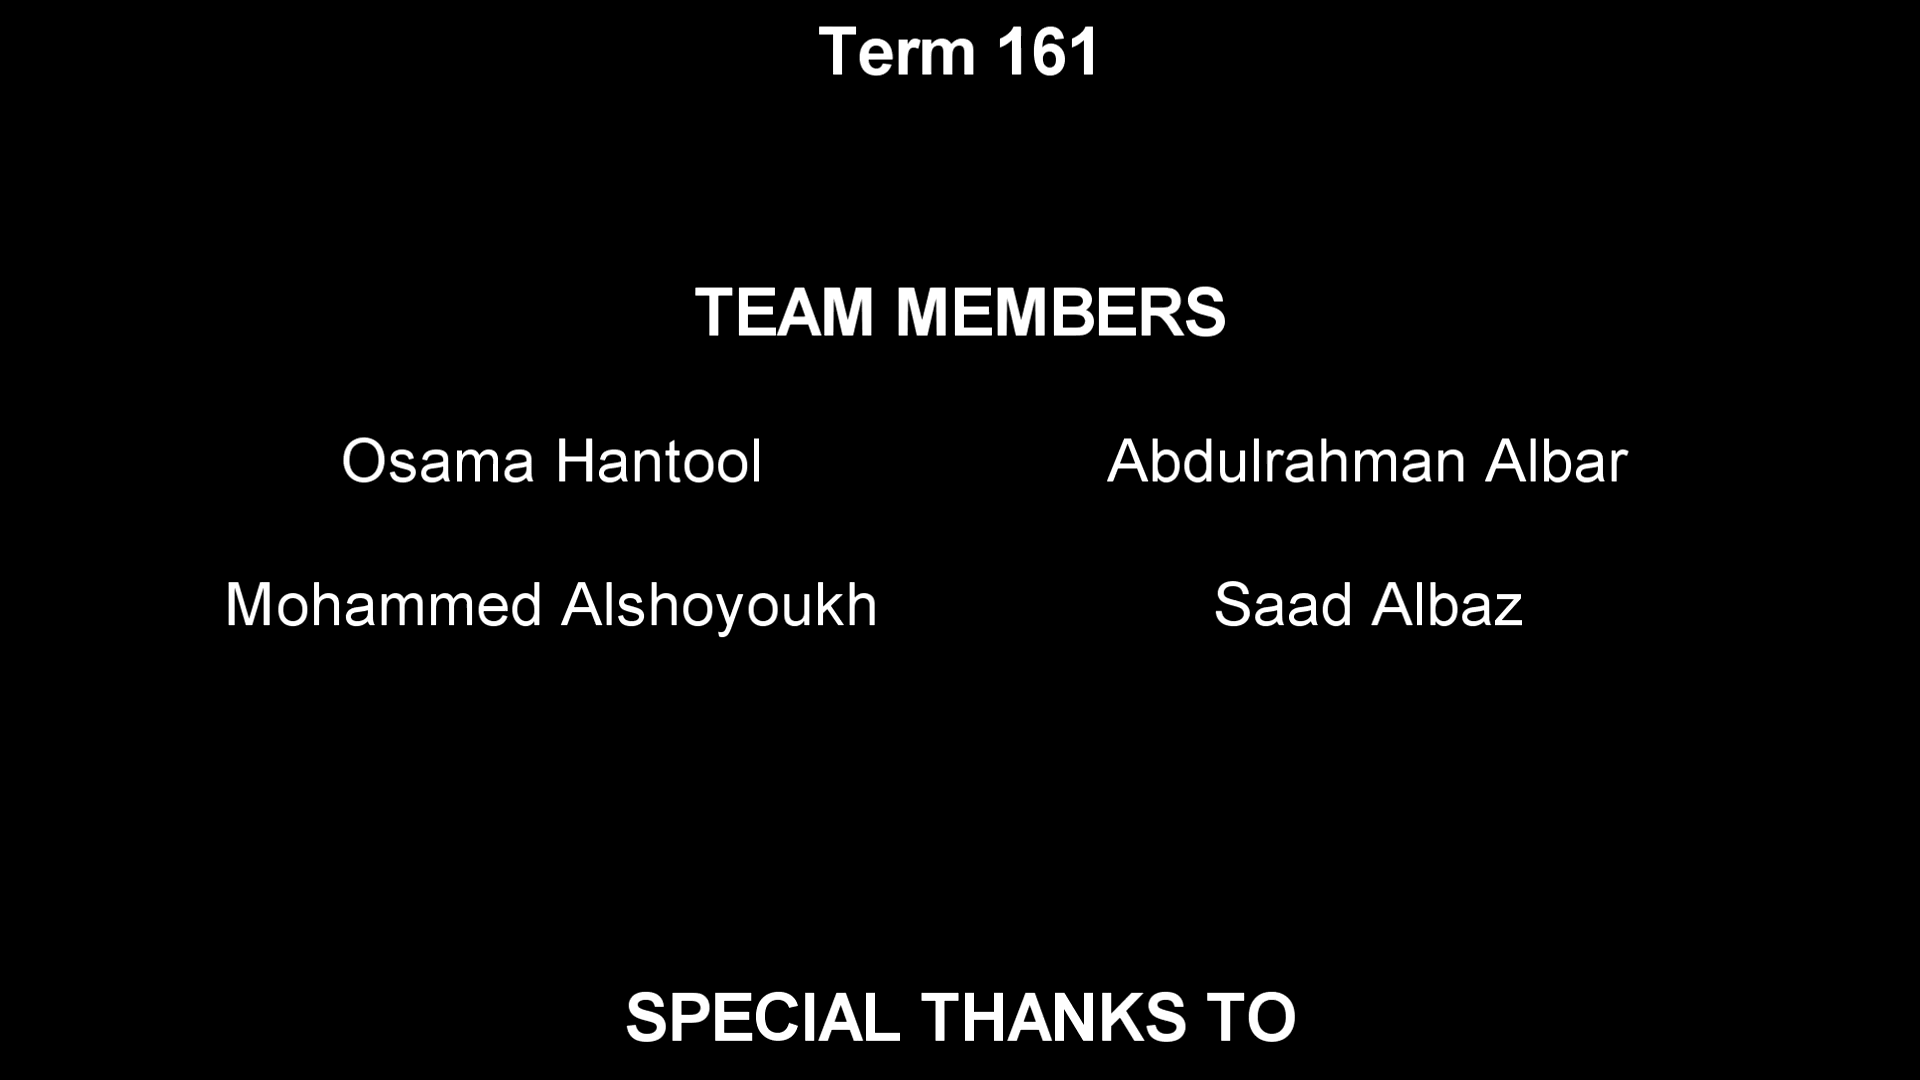 Term 161
TEAM MEMBERS
Osama Hantool Abdulrahman Albar
Mohammed Alshoyoukh Saad Albaz
SPECIAL THANKS TO